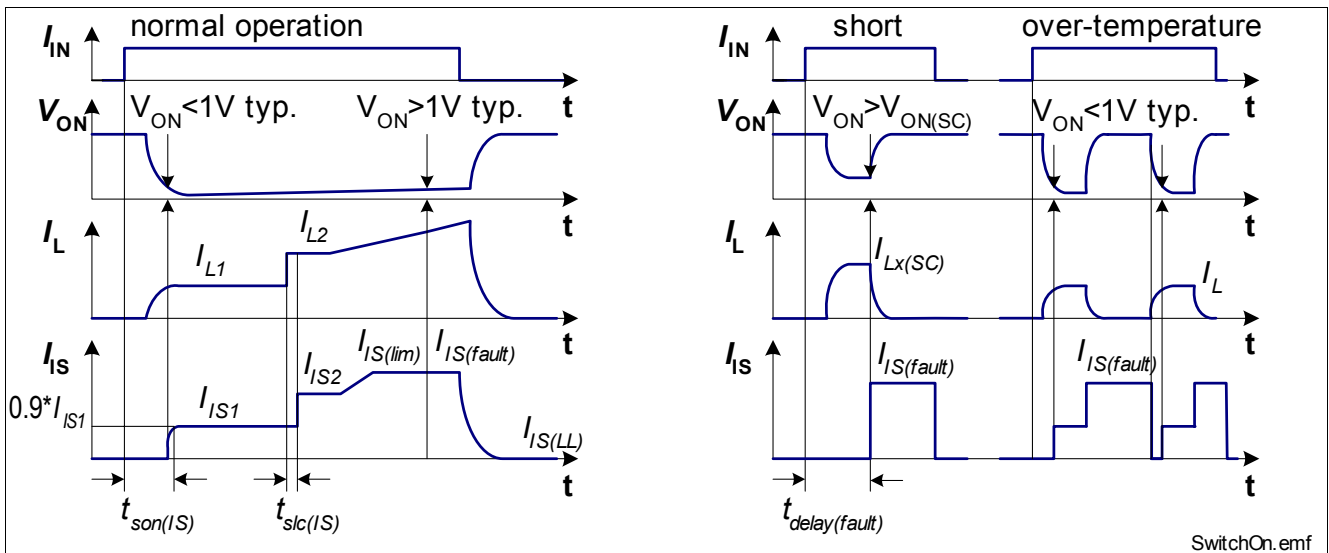 normal operation
short
over-temperature
I_IN
t
I_IN
t
V_ON
V_ON<1V typ.
V_ON>1V typ.
t
V_ON
V_ON>V_ON(SC)
V_ON<1V typ.
t
I_L
I_L1
I_L2
t
I_L
I_Lx(SC)
I_L
t
I_IS
0.9*I_IS1
I_IS1
I_IS2
I_IS(lim)
I_IS(fault)
I_IS(LL)
t
I_IS
I_IS(fault)
I_IS(fault)
t
t_son(IS)
t_slc(IS)
t_delay(fault)
SwitchOn.emf